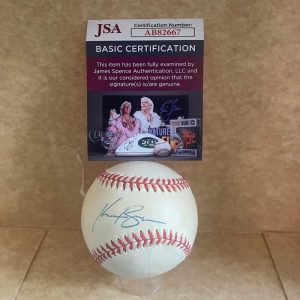 JSA
Certification Number:
AB82667
BASIC CERTIFICATION
This item has been fully examined by
James Spence Authentication, LLC and
it is our considered opinion that the
signature(s) is/are genuine.